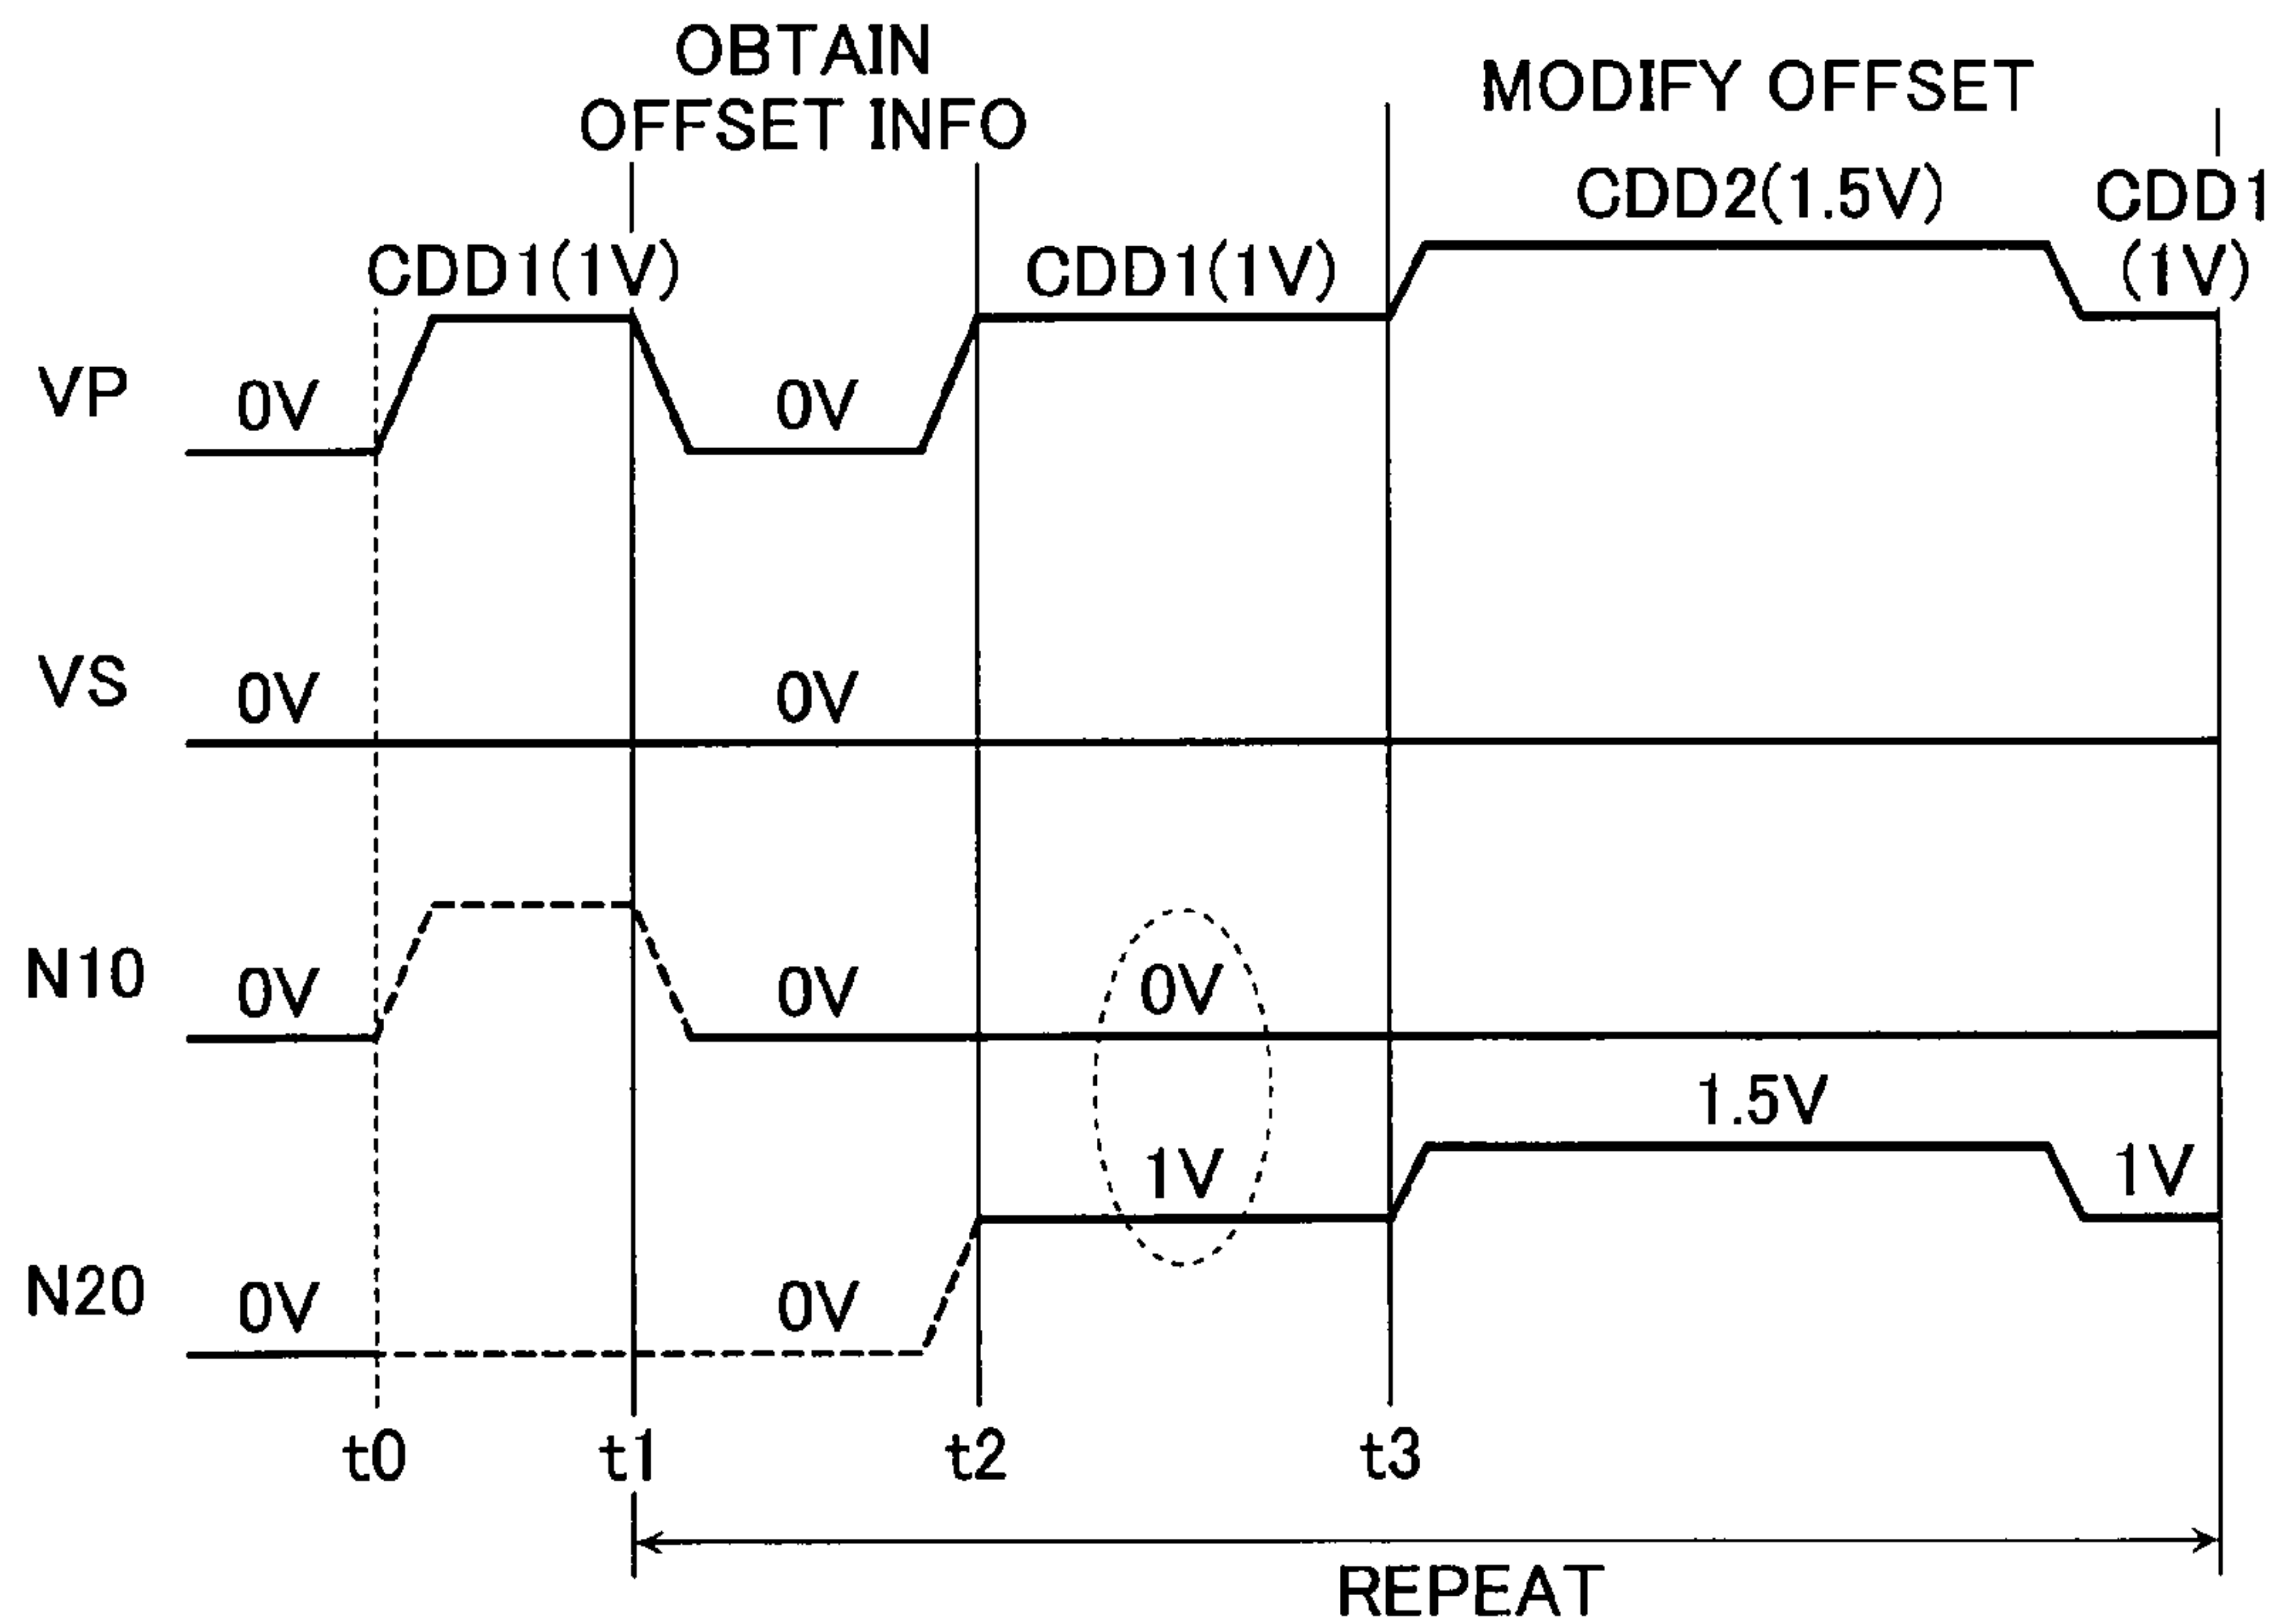 OBTAIN
OFFSET INFO
MODIFY OFFSET
CDD1(1V)
CDD1(1V)
CDD2(1.5V)
CDD1
(1V)
VP
0V
0V
VS
0V
0V
N10
0V
0V
0V
1.5V
1V
1V
N20
0V
0V
t0
t1
t2
t3
REPEAT